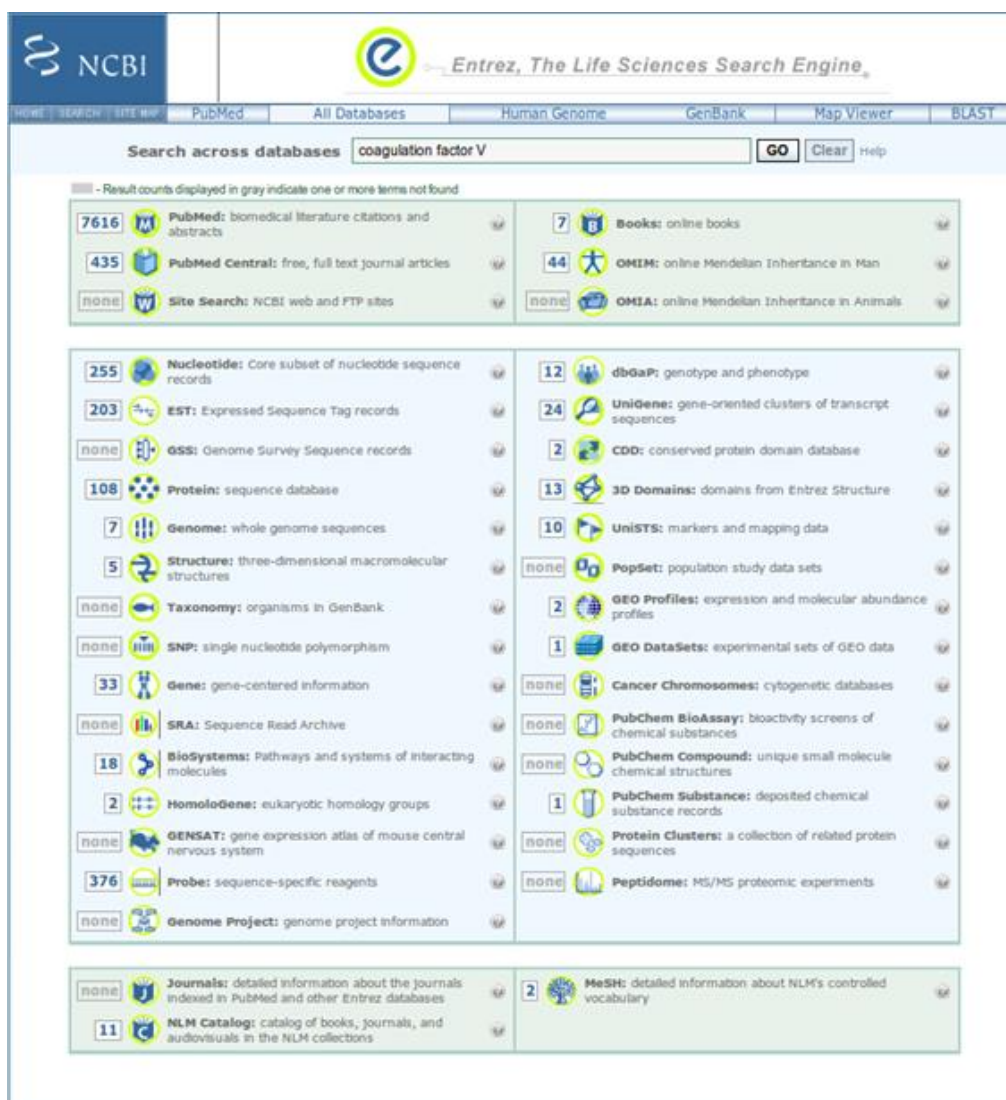 NCBI
Entrez, The Life Sciences Search Engine
HOME SEARCH SITE MAP PubMed All Databases Human Genome GenBank Map Viewer BLAST
Search across databases coagulation factor V GO Clear Help
- Result counts displayed in gray indicate one or more terms not found
7616 PubMed: biomedical literature citations and
abstracts
435 PubMed Central: free, full text journal articles
none Site Search: NCBI web and FTP sites
7 Books: online books
44 OMIM: online Mendelian Inheritance in Man
none OMIA: online Mendelian Inheritance in Animals
255 Nucleotide: Core subset of nucleotide sequence
records
203 EST: Expressed Sequence Tag records
none GSS: Genome Survey Sequence records
108 Protein: sequence database
7 Genome: whole genome sequences
5 Structure: three-dimensional macromolecular
structures
none Taxonomy: organisms in GenBank
none SNP: single nucleotide polymorphism
33 Gene: gene-centered information
none SRA: Sequence Read Archive
18 BioSystems: Pathways and systems of interacting
molecules
2 HomoloGene: eukaryotic homology groups
none GENSAT: gene expression atlas of mouse central
nervous system
376 Probe: sequence-specific reagents
none Genome Project: genome project information
12 dbGaP: genotype and phenotype
24 UniGene: gene-oriented clusters of transcript
sequences
2 CDD: conserved protein domain database
13 3D Domains: domains from Entrez Structure
10 UniSTS: markers and mapping data
none PopSet: population study data sets
2 GEO Profiles: expression and molecular abundance
profiles
1 GEO DataSets: experimental sets of GEO data
none Cancer Chromosomes: cytogenetic databases
none PubChem BioAssay: bioactivity screens of
chemical substances
none PubChem Compound: unique small molecule
chemical structures
1 PubChem Substance: deposited chemical
substance records
none Protein Clusters: a collection of related protein
sequences
none Peptidome: MS/MS proteomic experiments
none Journals: detailed information about the journals
indexed in PubMed and other Entrez databases
11 NLM Catalog: catalog of books, journals, and
audiovisuals in the NLM collections
2 MeSH: detailed information about NLM's controlled
vocabulary